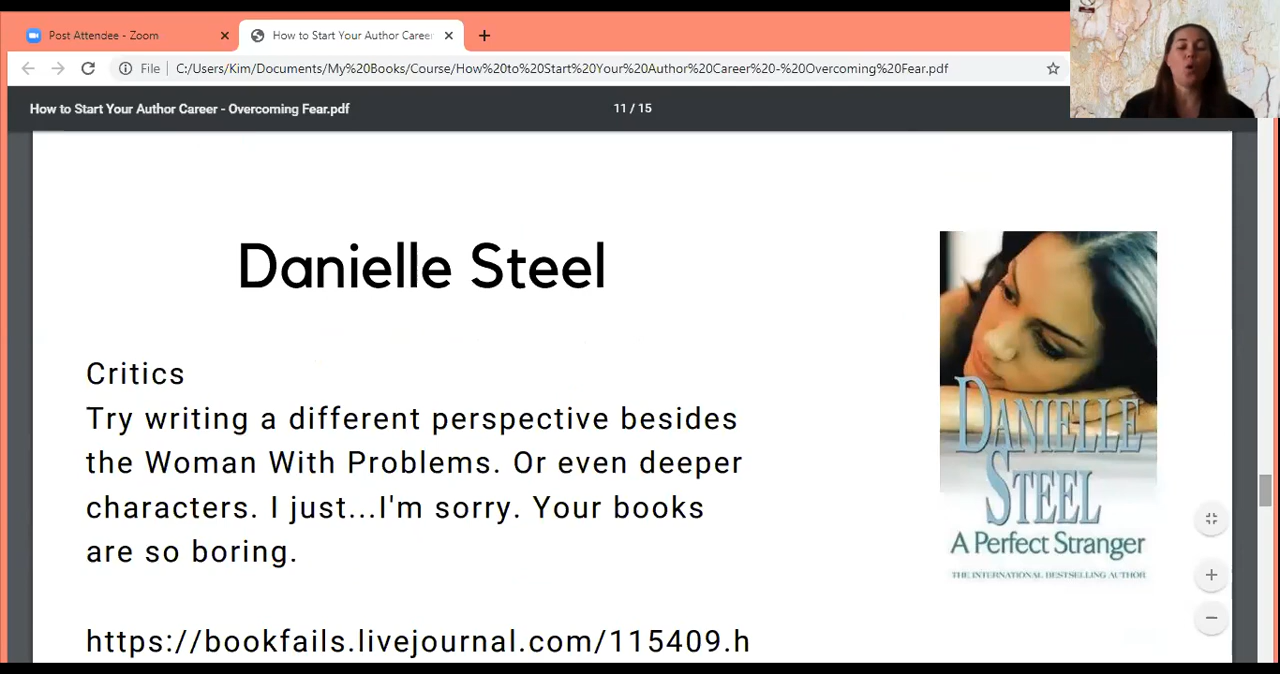 Post Attendee - Zoom
How to Start Your Author Career
File
C:/Users/Kim/Documents/My%20Books/Course/How%20to%20Start%20Your%20Author%20Career%20-%20Overcoming%20Fear.pdf
How to Start Your Author Career - Overcoming Fear.pdf
11 / 15
Danielle Steel
Critics
Try writing a different perspective besides
the Woman With Problems. Or even deeper
characters. I just...I'm sorry. Your books
are so boring.
https://bookfails.livejournal.com/115409.h
DANIELLE
STEEL
A Perfect Stranger
THE INTERNATIONAL BESTSELLING AUTHOR